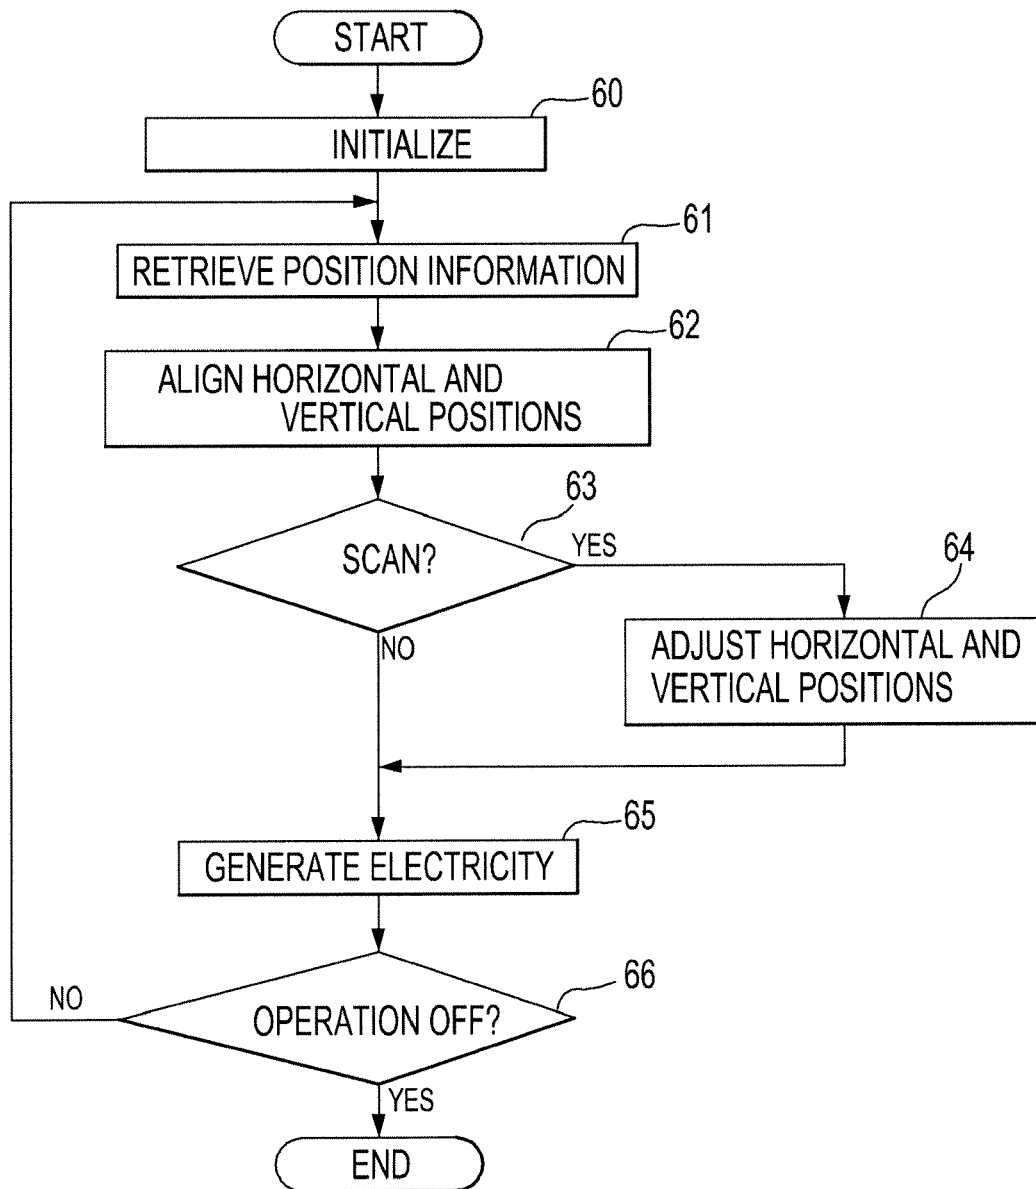 START
60
INITIALIZE
61
RETRIEVE POSITION INFORMATION
62
ALIGN HORIZONTAL AND
VERTICAL POSITIONS
63
SCAN?
YES
64
NO
ADJUST HORIZONTAL AND
VERTICAL POSITIONS
65
GENERATE ELECTRICITY
66
NO
OPERATION OFF?
YES
END